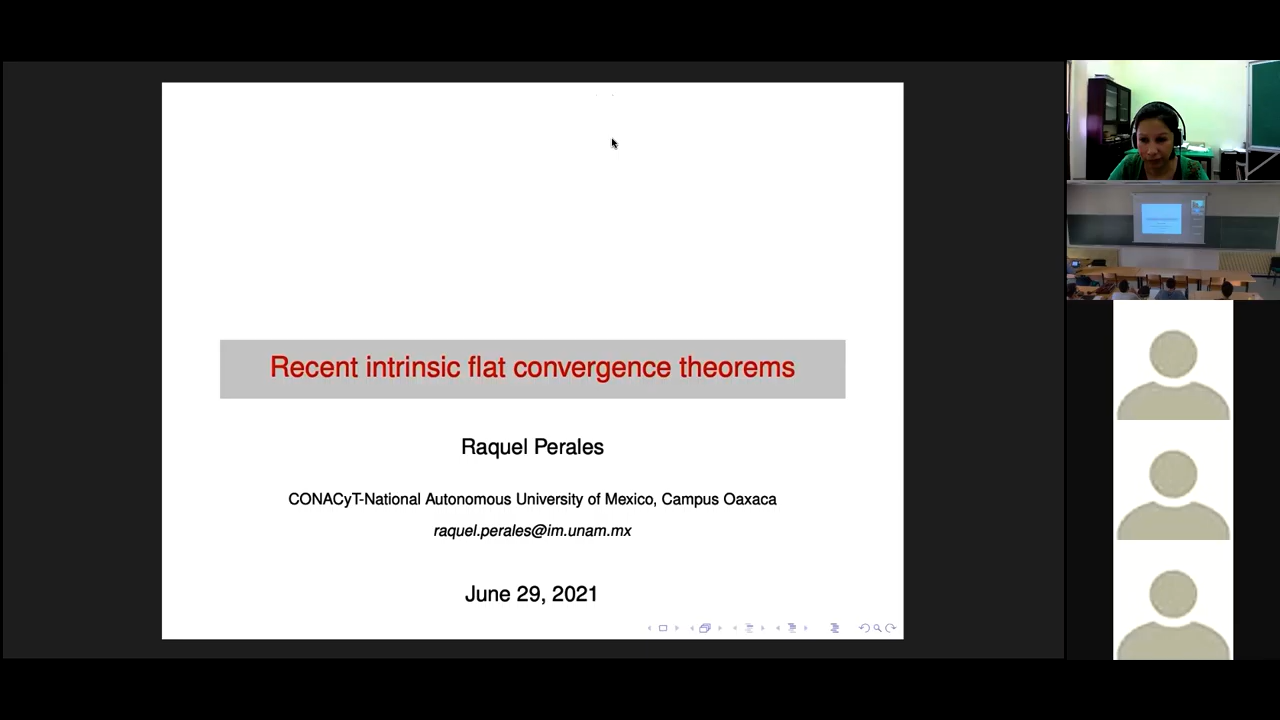 Recent intrinsic flat convergence theorems
Raquel Perales
CONACyT-National Autonomous University of Mexico, Campus Oaxaca
raquel.perales@im.unam.mx
June 29, 2021